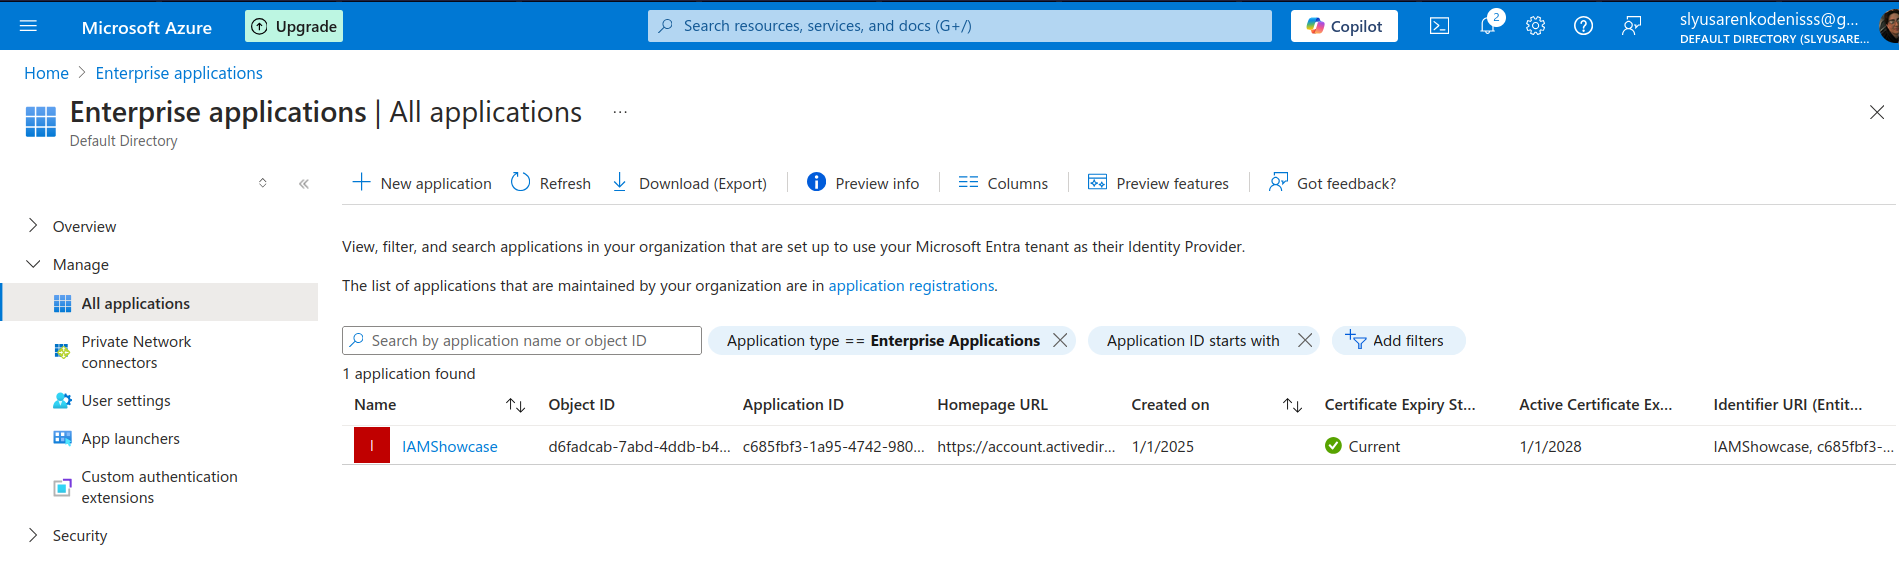 Microsoft Azure
Upgrade
Search resources, services, and docs (G+/)
Copilot
2
slyusarenkodenisss@g...
DEFAULT DIRECTORY (SLYUSARE...
Home > Enterprise applications
Enterprise applications | All applications ...
Default Directory
New application
Refresh
Download (Export)
Preview info
Columns
Preview features
Got feedback?
Overview
Manage
All applications
Private Network
connectors
User settings
App launchers
Custom authentication
extensions
Security
View, filter, and search applications in your organization that are set up to use your Microsoft Entra tenant as their Identity Provider.
The list of applications that are maintained by your organization are in application registrations.
Search by application name or object ID
Application type == Enterprise Applications
Application ID starts with
Add filters
1 application found
Name Object ID Application ID Homepage URL Created on Certificate Expiry St... Active Certificate Ex... Identifier URI (Entit...
I IAMShowcase d6fadcab-7abd-4ddb-b4... c685fbf3-1a95-4742-980... https://account.activedir... 1/1/2025 Current 1/1/2028 IAMShowcase, c685fbf3-...